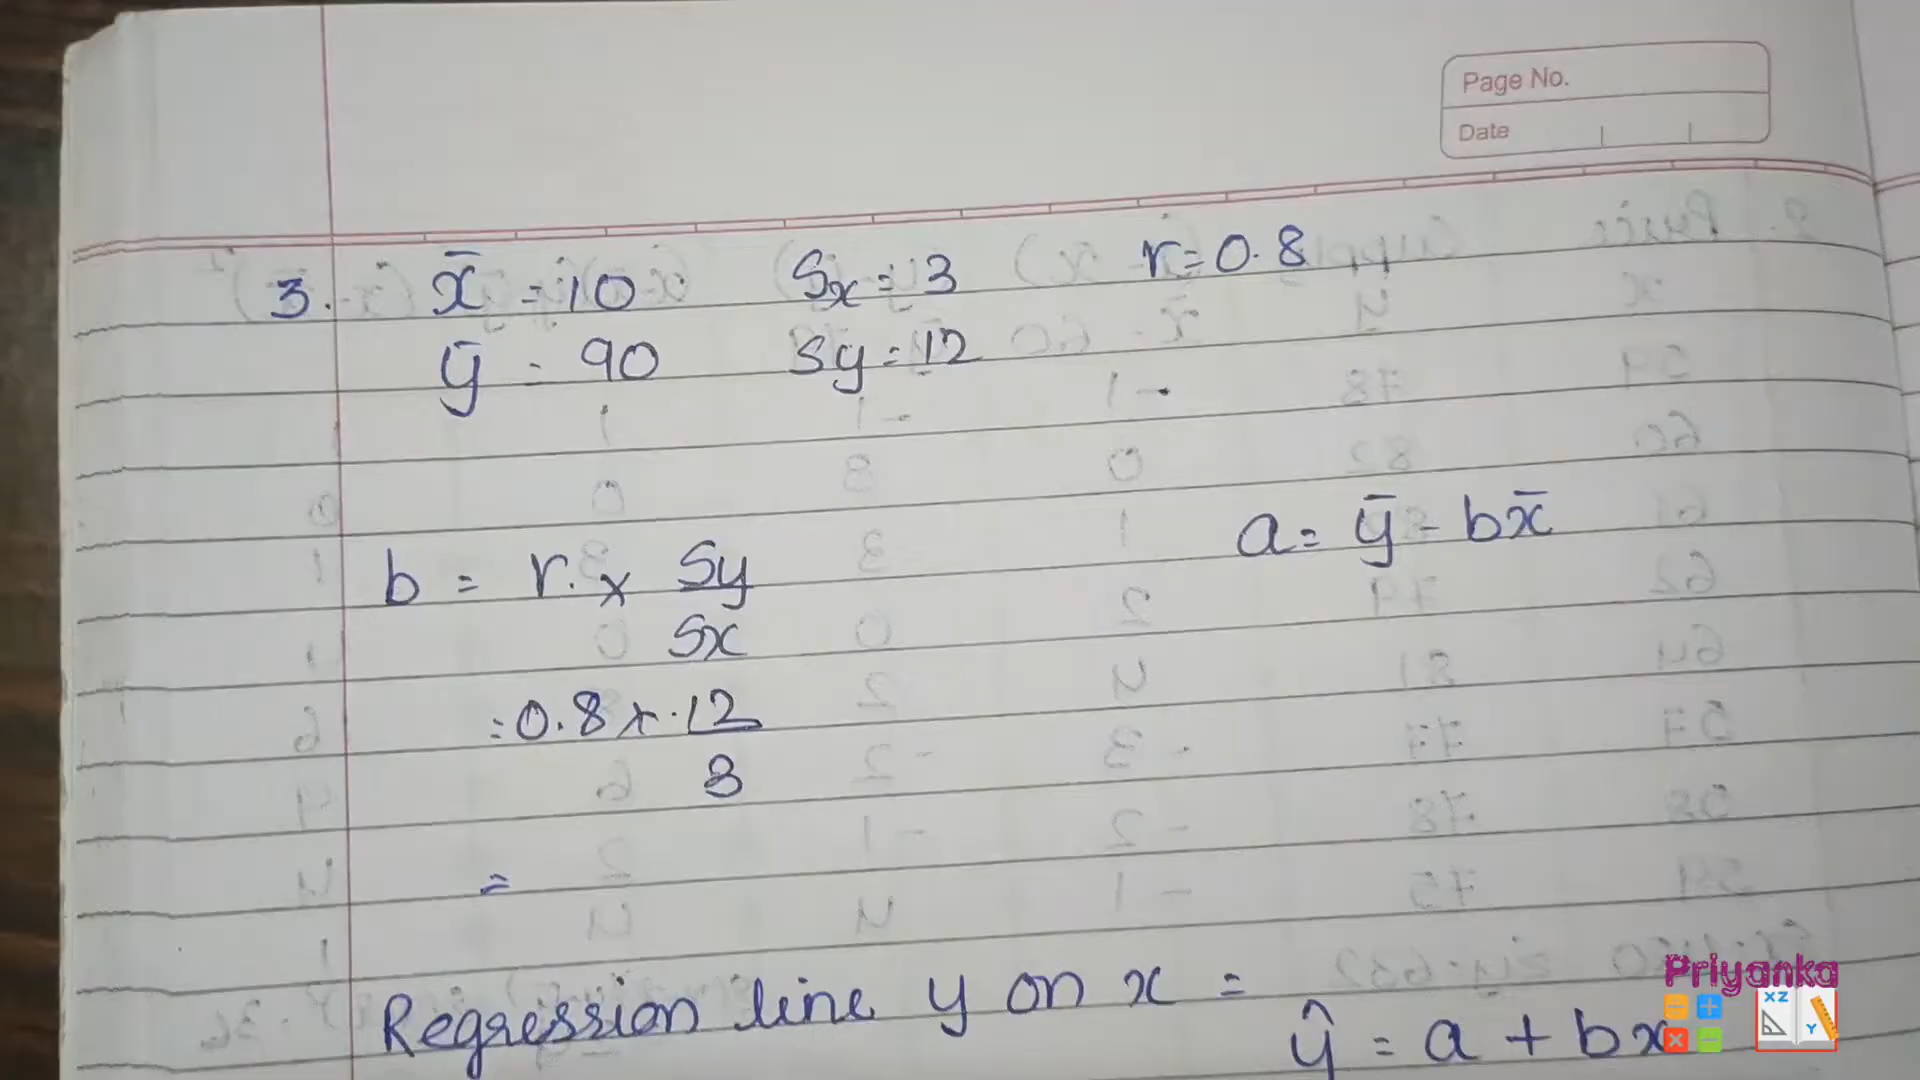 Page No.
Date
3. x̄ = 10 Sx = 3 r = 0.8
ȳ = 90 Sy = 12
b = r. × Sy / Sx
a = ȳ - bx̄
= 0.8 × 12 / 3
=
Regression line y on x =
ŷ = a + bx
Priyanka